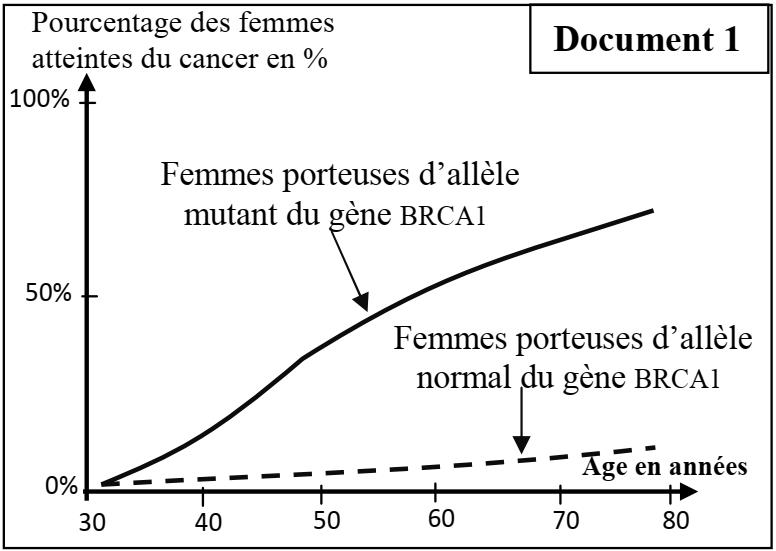 Pourcentage des femmes
atteintes du cancer en %
Document 1
100%
Femmes porteuses d’allèle
mutant du gène BRCA1
50%
Femmes porteuses d’allèle
normal du gène BRCA1
Age en années
0%
30 40 50 60 70 80